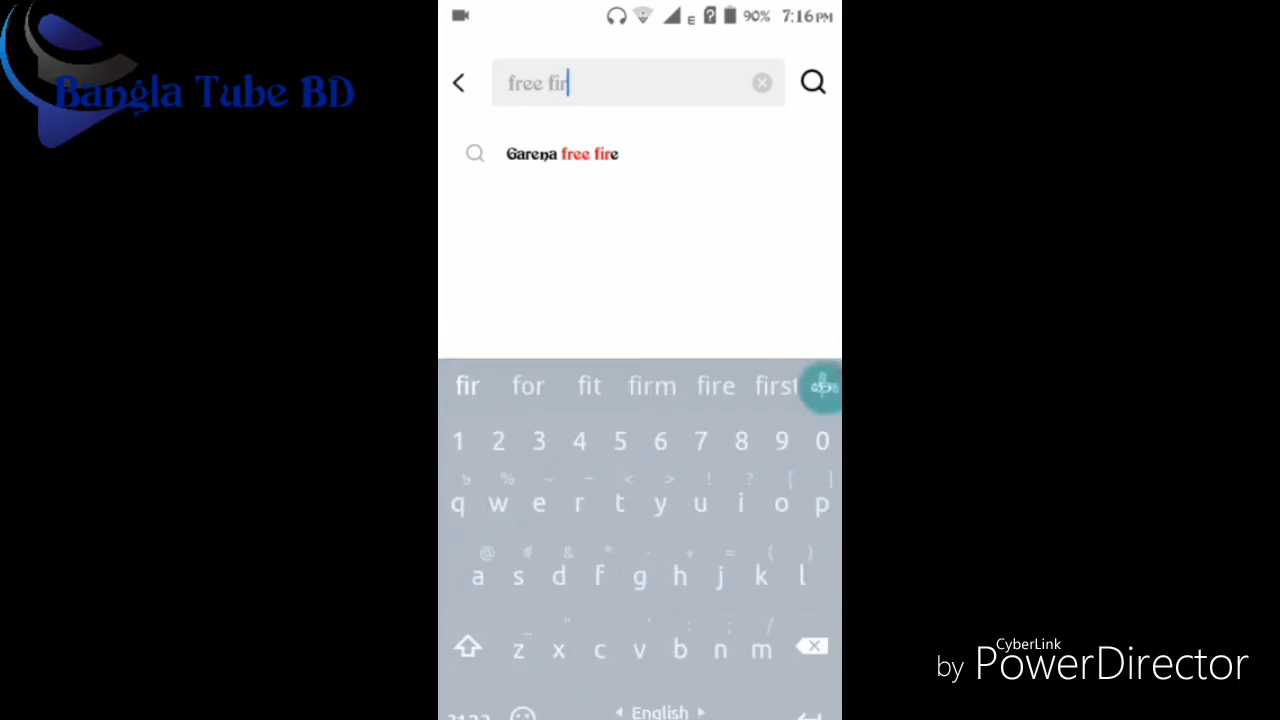 Bangla Tube BD
E 90% 7:16 PM
free fir
Garena free fire
fir for fit firm fire first
1 2 3 4 5 6 7 8 9 0
৳ % ~ – < > ! ? [ ]
q w e r t y u i o p
@ # & * - + = ( )
a s d f g h j k l
_ " ' : ; /
z x c v b n m
English
CyberLink
by PowerDirector